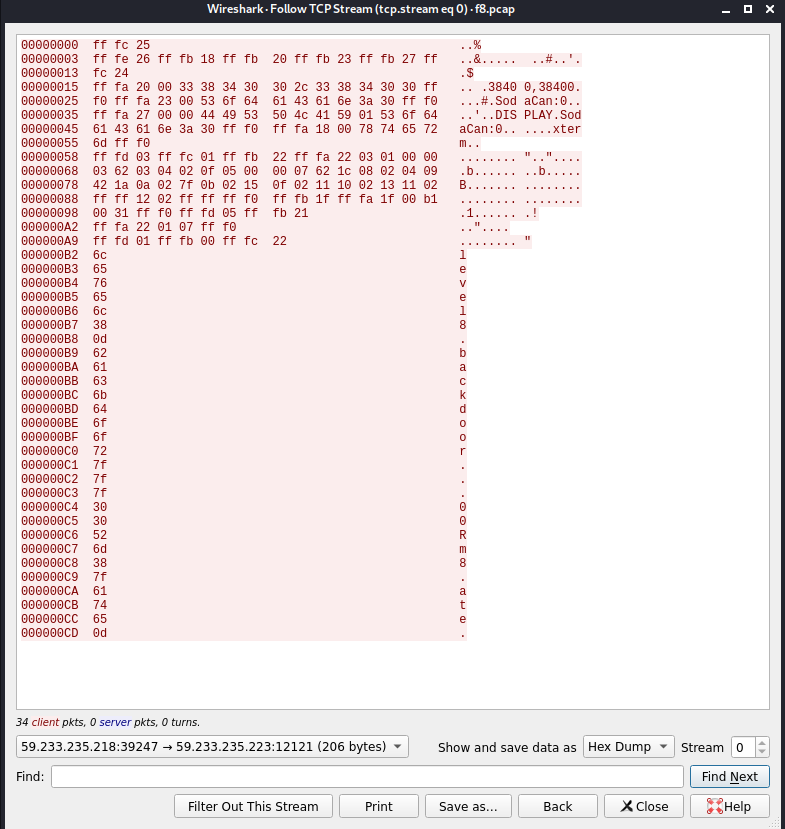 Wireshark · Follow TCP Stream (tcp.stream eq 0) · f8.pcap
00000000 ff fc 25 ..%
00000003 ff fe 26 ff fb 18 ff fb 20 ff fb 23 ff fb 27 ff ..&..... ..#..'.
00000013 fc 24 .$
00000015 ff fa 20 00 33 38 34 30 30 2c 33 38 34 30 30 ff .. .3840 0,38400.
00000025 f0 ff fa 23 00 53 6f 64 61 43 61 6e 3a 30 ff f0 ...#.Sod aCan:0..
00000035 ff fa 27 00 00 44 49 53 50 4c 41 59 01 53 6f 64 ..'..DIS PLAY.Sod
00000045 61 43 61 6e 3a 30 ff f0 ff fa 18 00 78 74 65 72 aCan:0.. ....xter
00000055 6d ff f0 m..
00000058 ff fd 03 ff fc 01 ff fb 22 ff fa 22 03 01 00 00 ........ ".."....
00000068 03 62 03 04 02 0f 05 00 00 07 62 1c 08 02 04 09 .b...... ..b.....
00000078 42 1a 0a 02 7f 0b 02 15 0f 02 11 10 02 13 11 02 B....... ........
00000088 ff ff 12 02 ff ff ff f0 ff fb 1f ff fa 1f 00 b1 ........ ........
00000098 00 31 ff f0 ff fd 05 ff fb 21 .1...... .!
000000A2 ff fa 22 01 07 ff f0 .."....
000000A9 ff fd 01 ff fb 00 ff fc 22 ........ "
000000B2 6c l
000000B3 65 e
000000B4 76 v
000000B5 65 e
000000B6 6c l
000000B7 38 8
000000B8 0d .
000000B9 62 b
000000BA 61 a
000000BB 63 c
000000BC 6b k
000000BD 64 d
000000BE 6f o
000000BF 6f o
000000C0 72 r
000000C1 7f .
000000C2 7f .
000000C3 7f .
000000C4 30 0
000000C5 30 0
000000C6 52 R
000000C7 6d m
000000C8 38 8
000000C9 7f .
000000CA 61 a
000000CB 74 t
000000CC 65 e
000000CD 0d .
34 client pkts, 0 server pkts, 0 turns.
59.233.235.218:39247 → 59.233.235.223:12121 (206 bytes) Show and save data as Hex Dump Stream 0
Find: Find Next
Filter Out This Stream Print Save as... Back Close Help